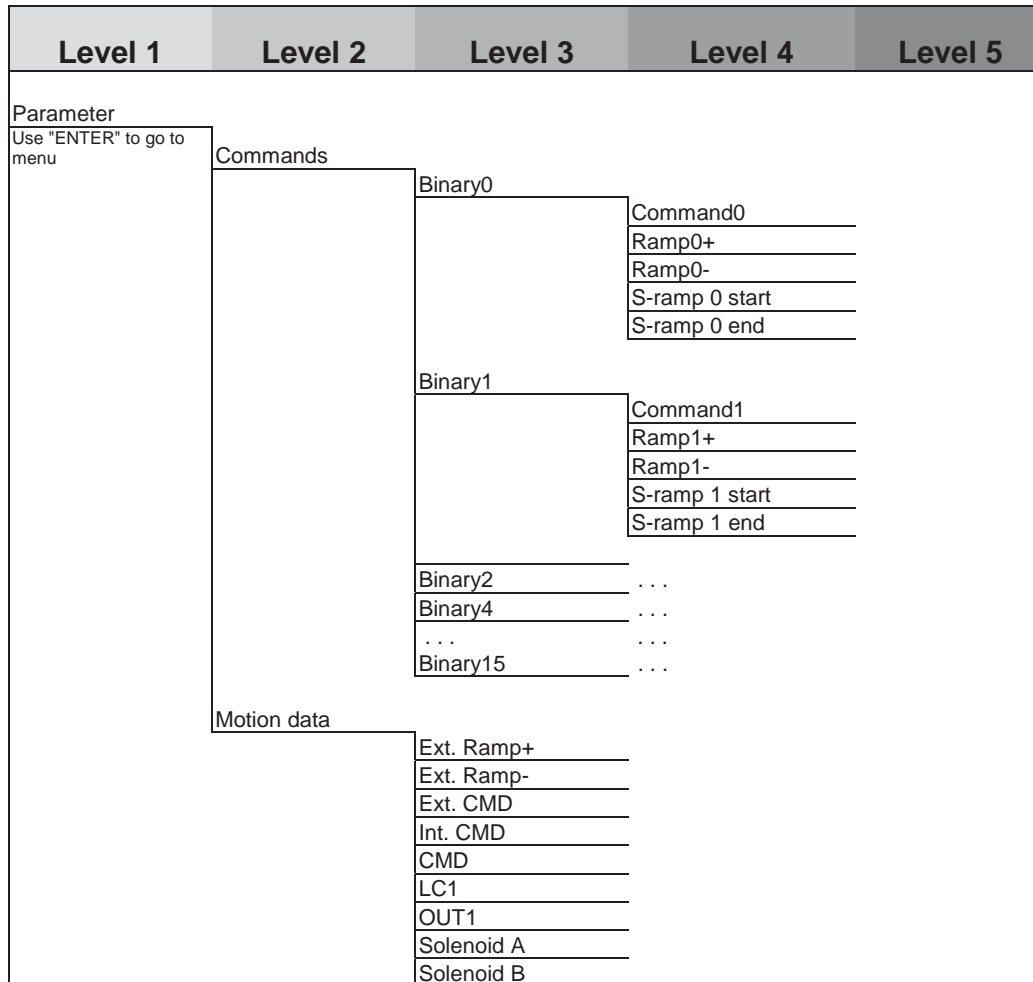 Level 1 Level 2 Level 3 Level 4 Level 5
Parameter
Use "ENTER" to go to
menu
Commands
Binary0
Command0
Ramp0+
Ramp0-
S-ramp 0 start
S-ramp 0 end
Binary1
Command1
Ramp1+
Ramp1-
S-ramp 1 start
S-ramp 1 end
Binary2 . . .
Binary4 . . .
. . . . . .
Binary15 . . .
Motion data
Ext. Ramp+
Ext. Ramp-
Ext. CMD
Int. CMD
CMD
LC1
OUT1
Solenoid A
Solenoid B